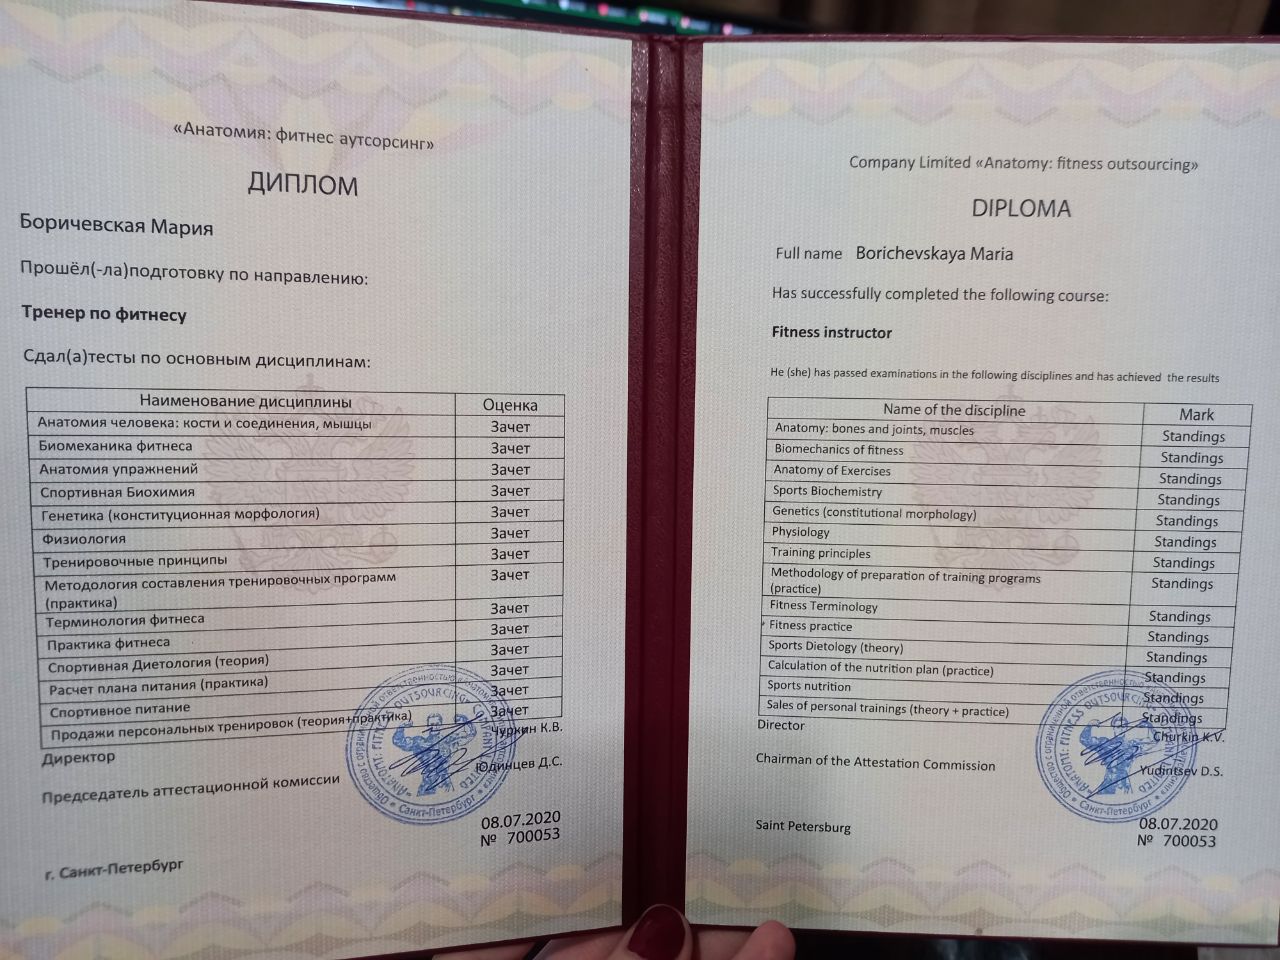 «Анатомия: фитнес аутсорсинг»
ДИПЛОМ
Боричевская Мария
Прошёл(-ла)подготовку по направлению:
Тренер по фитнесу
Сдал(а)тесты по основным дисциплинам:
Наименование дисциплины Оценка
Анатомия человека: кости и соединения, мышцы Зачет
Биомеханика фитнеса Зачет
Анатомия упражнений Зачет
Спортивная Биохимия Зачет
Генетика (конституционная морфология) Зачет
Физиология Зачет
Тренировочные принципы Зачет
Методология составления тренировочных программ Зачет
(практика)
Терминология фитнеса Зачет
Практика фитнеса Зачет
Спортивная Диетология (теория) Зачет
Расчет плана питания (практика) Зачет
Спортивное питание Зачет
Продажи персональных тренировок (теория+практика) Зачет
Директор Чуркин К.В.
Председатель аттестационной комиссии Юдинцев Д.С.
08.07.2020
№ 700053
г. Санкт-Петербург
Санкт-Петербург
Company Limited «Anatomy: fitness outsourcing»
DIPLOMA
Full name Borichevskaya Maria
Has successfully completed the following course:
Fitness instructor
He (she) has passed examinations in the following disciplines and has achieved the results
Name of the discipline Mark
Anatomy: bones and joints, muscles Standings
Biomechanics of fitness Standings
Anatomy of Exercises Standings
Sports Biochemistry Standings
Genetics (constitutional morphology) Standings
Physiology Standings
Training principles Standings
Methodology of preparation of training programs Standings
(practice)
Fitness Terminology Standings
Fitness practice Standings
Sports Dietology (theory) Standings
Calculation of the nutrition plan (practice) Standings
Sports nutrition Standings
Sales of personal trainings (theory + practice) Standings
Director Churkin K.V.
Chairman of the Attestation Commission Yudintsev D.S.
Saint Petersburg 08.07.2020
№ 700053
Санкт-Петербург